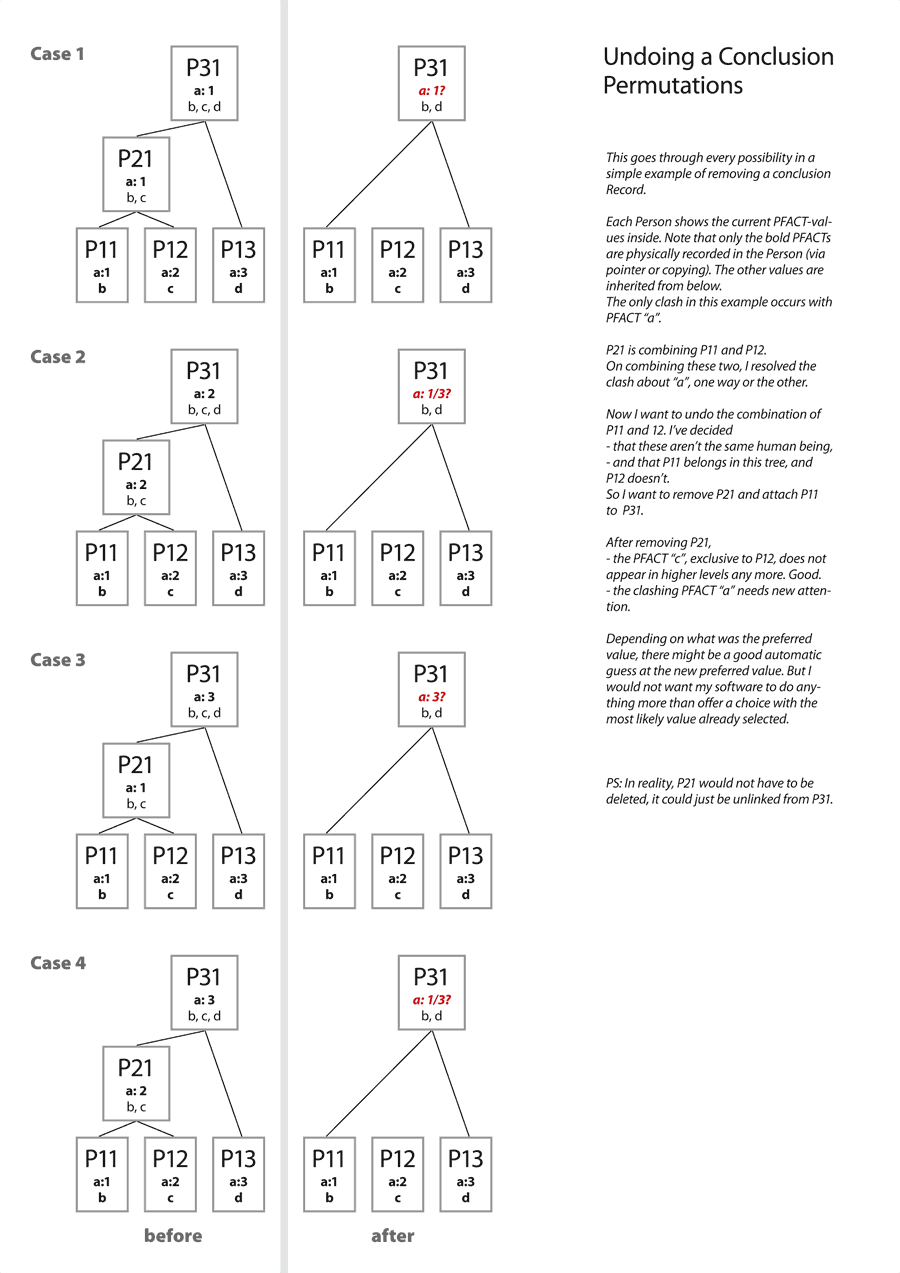 Undoing a Conclusion
Permutations
This goes through every possibility in a
simple example of removing a conclusion
Record.
Each Person shows the current PFACT-val-
ues inside. Note that only the bold PFACTs
are physically recorded in the Person (via
pointer or copying). The other values are
inherited from below.
The only clash in this example occurs with
PFACT “a”.
P21 is combining P11 and P12.
On combining these two, I resolved the
clash about “a”, one way or the other.
Now I want to undo the combination of
P11 and 12. I’ve decided
- that these aren’t the same human being,
- and that P11 belongs in this tree, and
P12 doesn’t.
So I want to remove P21 and attach P11
to P31.
After removing P21,
- the PFACT “c”, exclusive to P12, does not
appear in higher levels any more. Good.
- the clashing PFACT “a” needs new atten-
tion.
Depending on what was the preferred
value, there might be a good automatic
guess at the new preferred value. But I
would not want my software to do any-
thing more than offer a choice with the
most likely value already selected.
PS: In reality, P21 would not have to be
deleted, it could just be unlinked from P31.
Case 1
P31
a: 1
b, c, d
P21
a: 1
b, c
P11
a:1
b
P12
a:2
c
P13
a:3
d
P31
a: 1?
b, d
P11
a:1
b
P12
a:2
c
P13
a:3
d
Case 2
P31
a: 2
b, c, d
P21
a: 2
b, c
P11
a:1
b
P12
a:2
c
P13
a:3
d
P31
a: 1/3?
b, d
P11
a:1
b
P12
a:2
c
P13
a:3
d
Case 3
P31
a: 3
b, c, d
P21
a: 1
b, c
P11
a:1
b
P12
a:2
c
P13
a:3
d
P31
a: 3?
b, d
P11
a:1
b
P12
a:2
c
P13
a:3
d
Case 4
P31
a: 3
b, c, d
P21
a: 2
b, c
P11
a:1
b
P12
a:2
c
P13
a:3
d
P31
a: 1/3?
b, d
P11
a:1
b
P12
a:2
c
P13
a:3
d
before
after